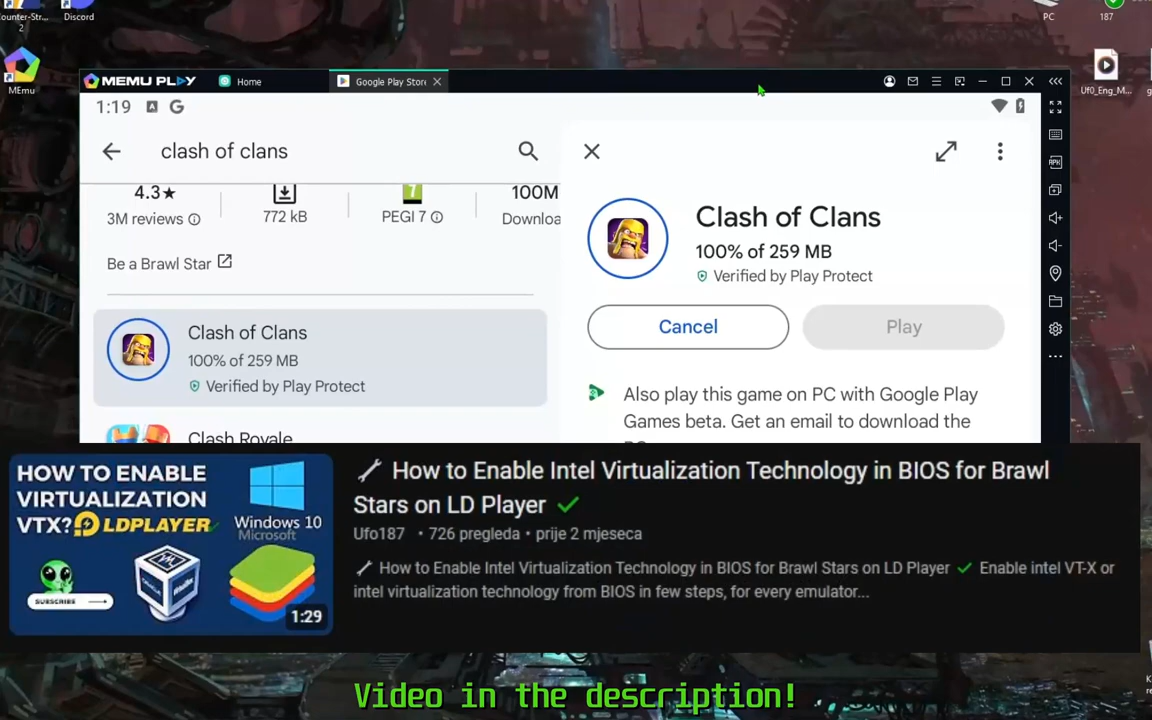 Counter-Str...
2
Discord
PC
187
MEmu
Uf0_Eng_M...
MEMU PLAY
Home
Google Play Store
1:19
clash of clans
4.3★
3M reviews
772 kB
7
PEGI 7
100M
Downloa
Be a Brawl Star
Clash of Clans
100% of 259 MB
Verified by Play Protect
Clash Royale
Clash of Clans
100% of 259 MB
Verified by Play Protect
Cancel
Play
Also play this game on PC with Google Play
Games beta. Get an email to download the
APK
HOW TO ENABLE
VIRTUALIZATION
VTX? LDPLAYER
Windows 10
Microsoft
SUBSCRIBE
1:29
How to Enable Intel Virtualization Technology in BIOS for Brawl
Stars on LD Player
Ufo187 • 726 pregleda • prije 2 mjeseca
How to Enable Intel Virtualization Technology in BIOS for Brawl Stars on LD Player Enable intel VT-X or
intel virtualization technology from BIOS in few steps, for every emulator...
Video in the description!